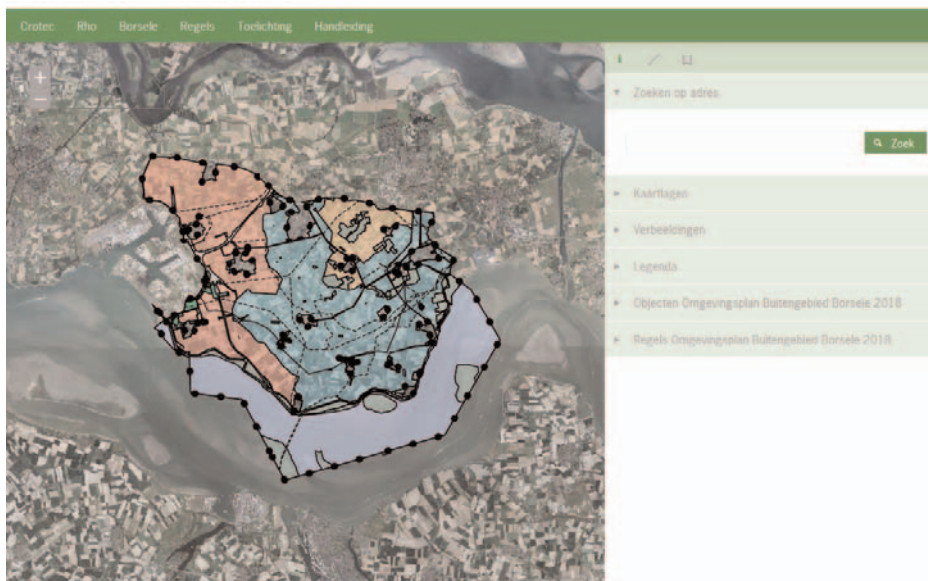 Crotec Rho Borsele Regels Toelichting Handleiding
Zoeken op adres
Zoek
Kaartlagen
Verbeeldingen
Legenda
Objecten Omgevingsplan Buitengebied Borsele 2018
Regels Omgevingsplan Buitengebied Borsele 2018